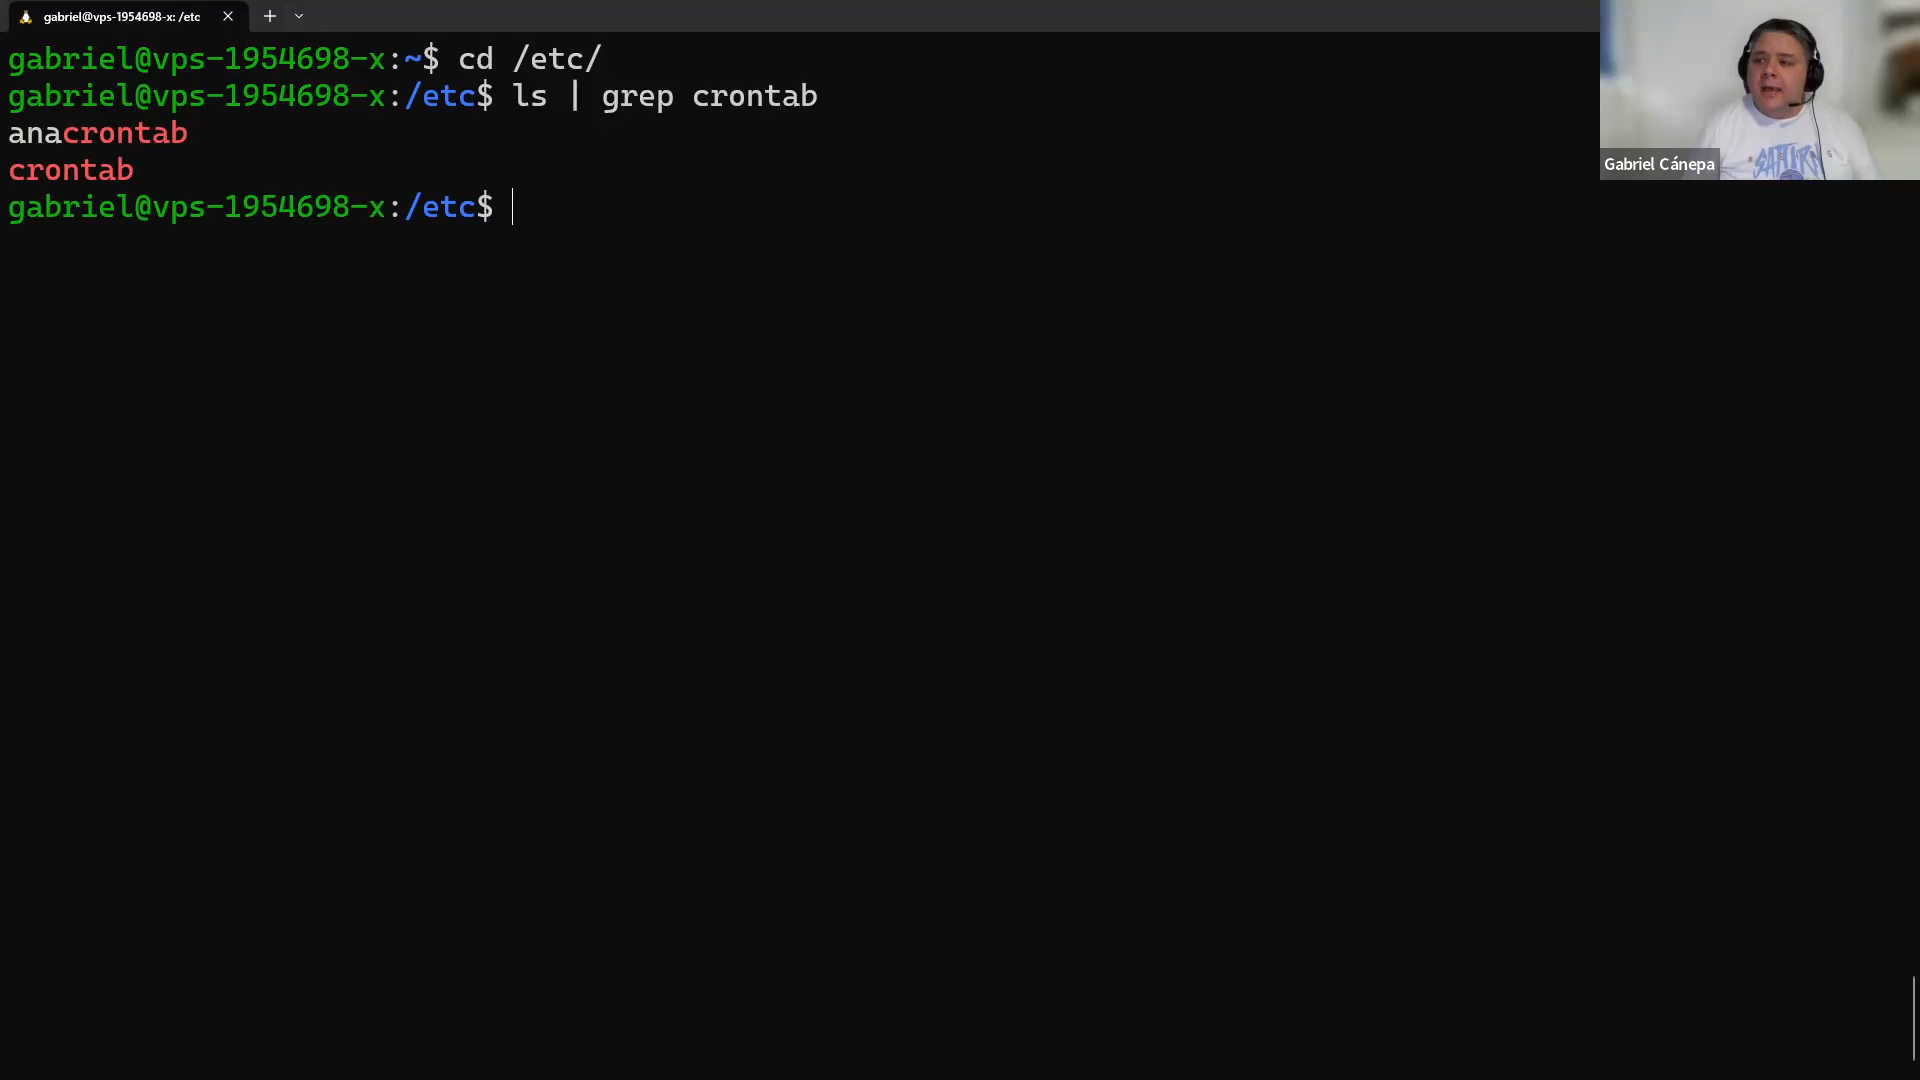 gabriel@vps-1954698-x: /etc
gabriel@vps-1954698-x:~$ cd /etc/
gabriel@vps-1954698-x:/etc$ ls | grep crontab
anacrontab
crontab
gabriel@vps-1954698-x:/etc$
Gabriel Cánepa